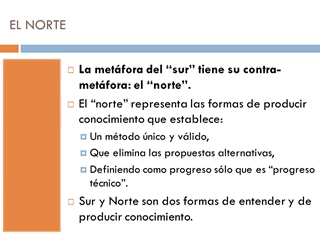 EL NORTE
La metáfora del “sur” tiene su contra-
metáfora: el “norte”.
El “norte” representa las formas de producir
conocimiento que establece:
Un método único y válido,
Que elimina las propuestas alternativas,
Definiendo como progreso sólo que es “progreso
técnico”.
Sur y Norte son dos formas de entender y de
producir conocimiento.